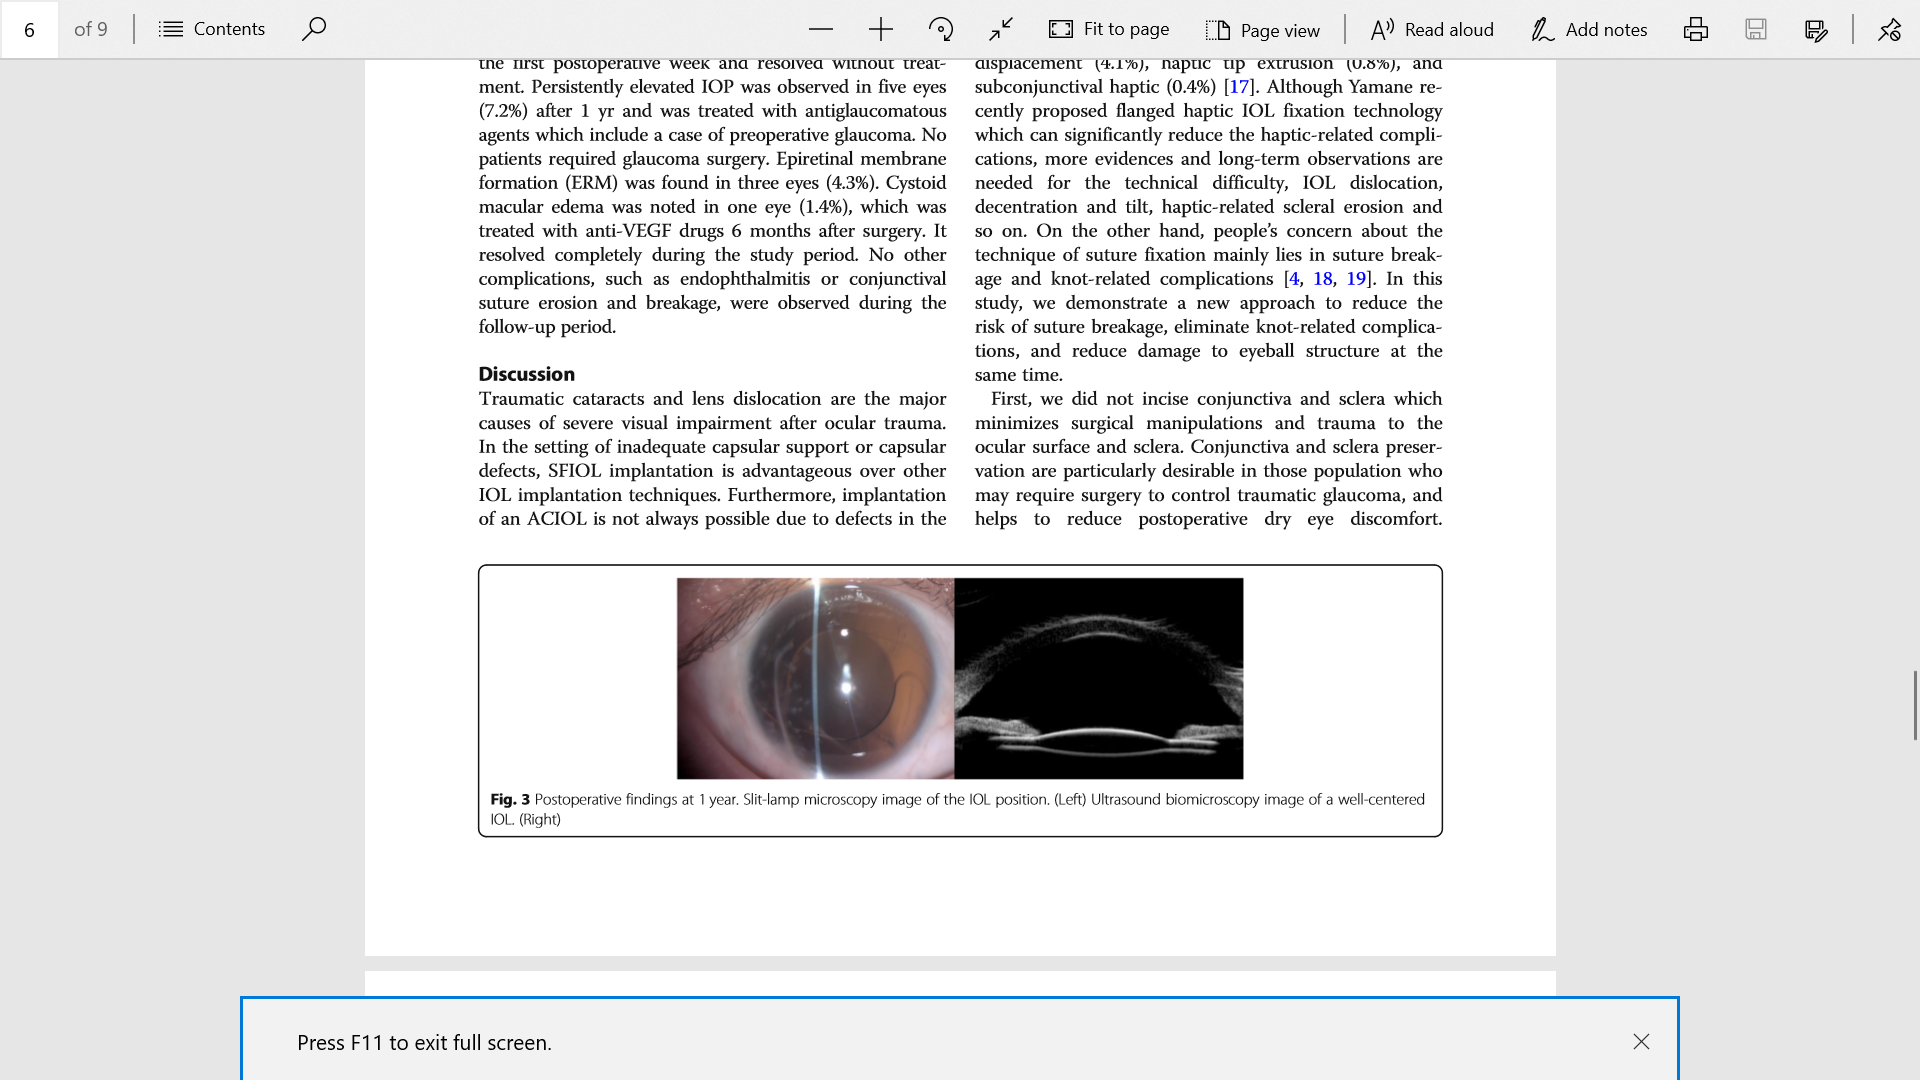 6 of 9 Contents Fit to page Page view Read aloud Add notes
the first postoperative week and resolved without treat-
ment. Persistently elevated IOP was observed in five eyes
(7.2%) after 1 yr and was treated with antiglaucomatous
agents which include a case of preoperative glaucoma. No
patients required glaucoma surgery. Epiretinal membrane
formation (ERM) was found in three eyes (4.3%). Cystoid
macular edema was noted in one eye (1.4%), which was
treated with anti-VEGF drugs 6 months after surgery. It
resolved completely during the study period. No other
complications, such as endophthalmitis or conjunctival
suture erosion and breakage, were observed during the
follow-up period.
Discussion
Traumatic cataracts and lens dislocation are the major
causes of severe visual impairment after ocular trauma.
In the setting of inadequate capsular support or capsular
defects, SFIOL implantation is advantageous over other
IOL implantation techniques. Furthermore, implantation
of an ACIOL is not always possible due to defects in the
displacement (4.1%), haptic tip extrusion (0.8%), and
subconjunctival haptic (0.4%) [17]. Although Yamane re-
cently proposed flanged haptic IOL fixation technology
which can significantly reduce the haptic-related compli-
cations, more evidences and long-term observations are
needed for the technical difficulty, IOL dislocation,
decentration and tilt, haptic-related scleral erosion and
so on. On the other hand, people's concern about the
technique of suture fixation mainly lies in suture break-
age and knot-related complications [4, 18, 19]. In this
study, we demonstrate a new approach to reduce the
risk of suture breakage, eliminate knot-related complica-
tions, and reduce damage to eyeball structure at the
same time.
First, we did not incise conjunctiva and sclera which
minimizes surgical manipulations and trauma to the
ocular surface and sclera. Conjunctiva and sclera preser-
vation are particularly desirable in those population who
may require surgery to control traumatic glaucoma, and
helps to reduce postoperative dry eye discomfort.
Fig. 3 Postoperative findings at 1 year. Slit-lamp microscopy image of the IOL position. (Left) Ultrasound biomicroscopy image of a well-centered
IOL. (Right)
Press F11 to exit full screen.